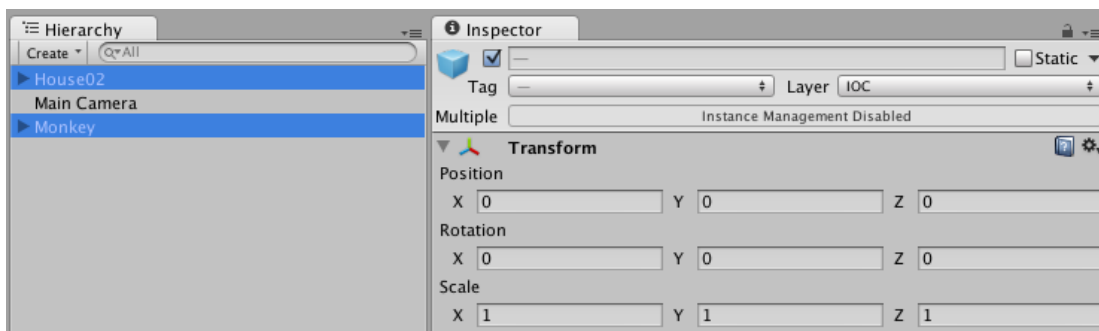 Hierarchy
Create All
House02
Main Camera
Monkey
Inspector
— Static
Tag — Layer IOC
Multiple Instance Management Disabled
Transform
Position
X 0 Y 0 Z 0
Rotation
X 0 Y 0 Z 0
Scale
X 1 Y 1 Z 1